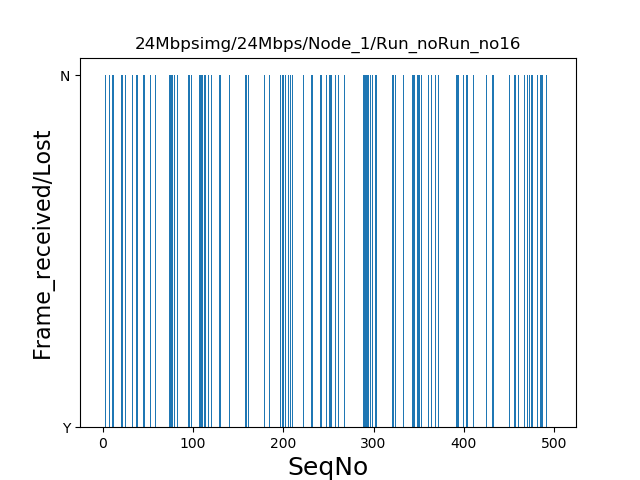 24Mbpsimg/24Mbps/Node_1/Run_noRun_no16
N
Frame_received/Lost
Y
0 100 200 300 400 500
SeqNo